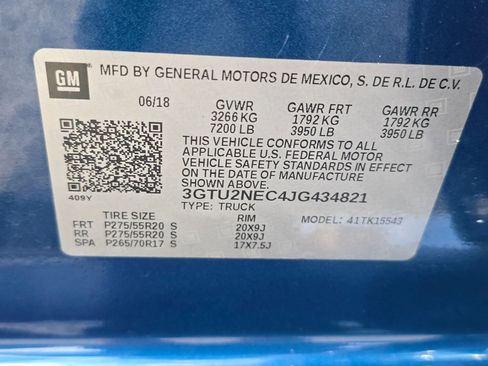 GM
MFD BY GENERAL MOTORS DE MEXICO, S. DE R.L. DE C.V.
06/18 GVWR GAWR FRT GAWR RR
3266 KG 1792 KG 1792 KG
7200 LB 3950 LB 3950 LB
THIS VEHICLE CONFORMS TO ALL
APPLICABLE U.S. FEDERAL MOTOR
VEHICLE SAFETY STANDARDS IN EFFECT
ON THE DATE OF MANUFACTURE SHOWN ABOVE.
409Y 3GTU2NEC4JG434821
TYPE: TRUCK MODEL: 41TK15543
TIRE SIZE RIM
FRT P275/55R20 S 20X9J
RR P275/55R20 S 20X9J
SPA P265/70R17 S 17X7.5J